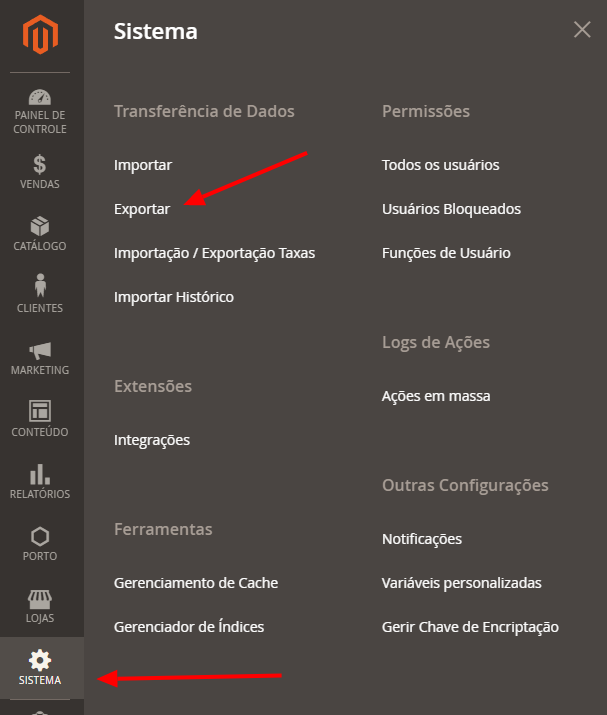 PAINEL DE
CONTROLE
VENDAS
CATÁLOGO
CLIENTES
MARKETING
CONTEÚDO
RELATÓRIOS
PORTO
LOJAS
SISTEMA
Sistema
Transferência de Dados
Importar
Exportar
Importação / Exportação Taxas
Importar Histórico
Extensões
Integrações
Ferramentas
Gerenciamento de Cache
Gerenciador de Índices
Permissões
Todos os usuários
Usuários Bloqueados
Funções de Usuário
Logs de Ações
Ações em massa
Outras Configurações
Notificações
Variáveis personalizadas
Gerir Chave de Encriptação